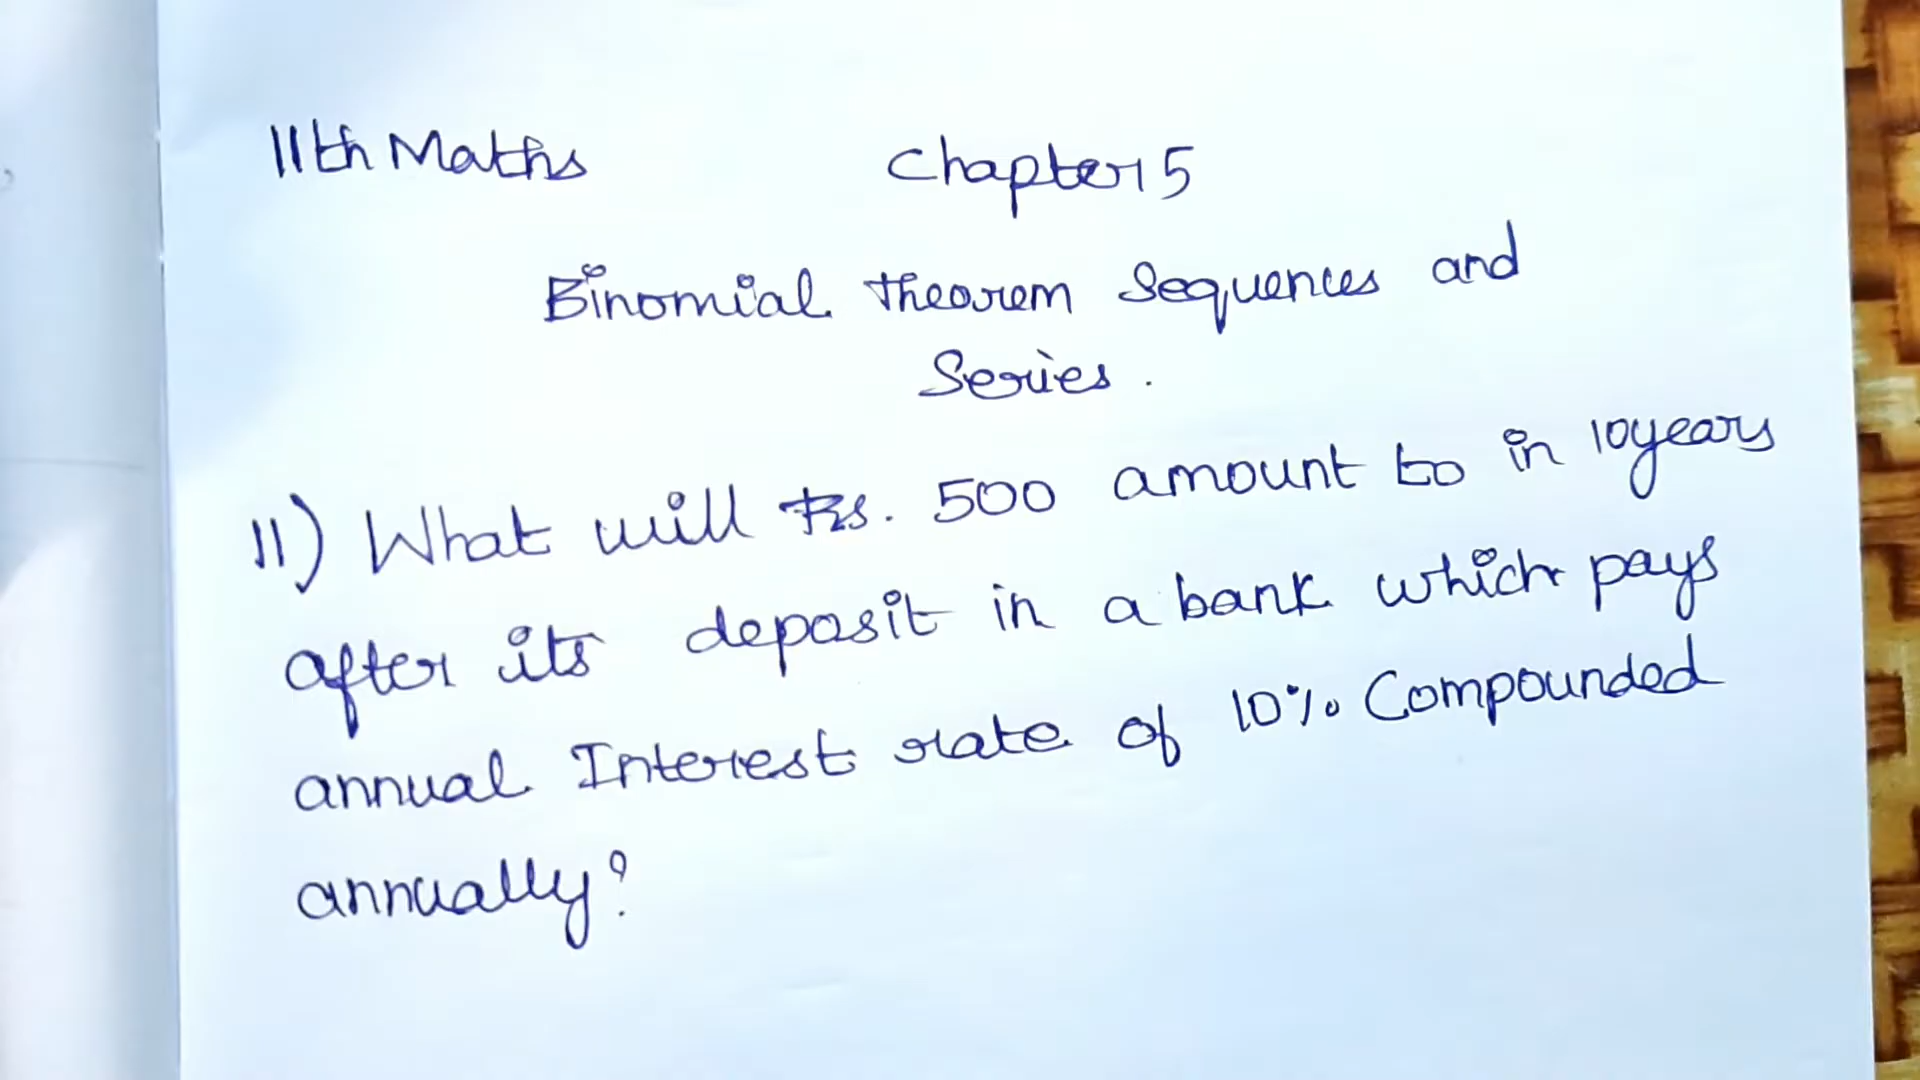 11th Maths Chapter 5
Binomial theorem Sequences and
Series.
11) What will Rs. 500 amount to in 10years
after its deposit in a bank which pays
annual Interest rate of 10% Compounded
annually?